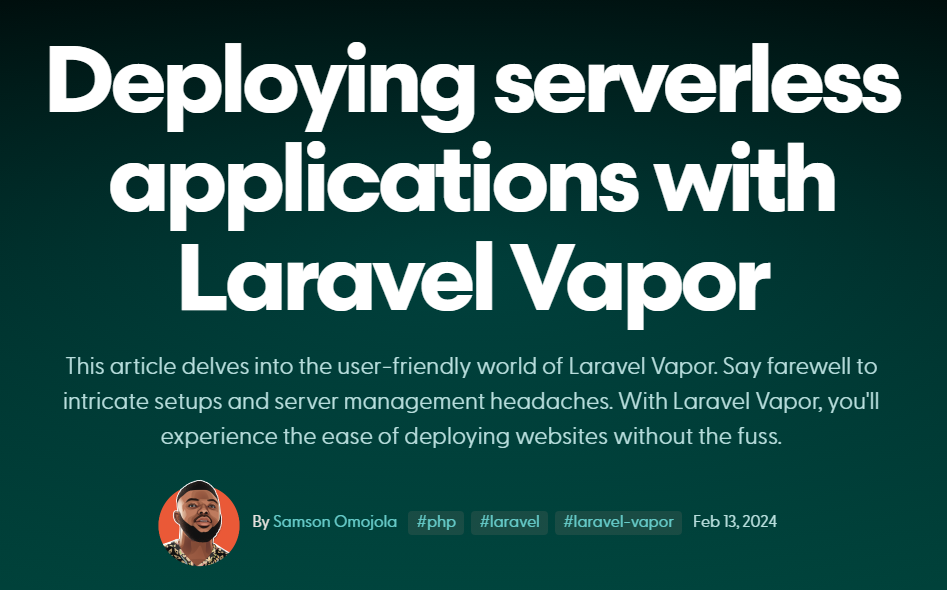 Deploying serverless
applications with
Laravel Vapor
This article delves into the user-friendly world of Laravel Vapor. Say farewell to
intricate setups and server management headaches. With Laravel Vapor, you'll
experience the ease of deploying websites without the fuss.
By Samson Omojola #php #laravel #laravel-vapor Feb 13, 2024